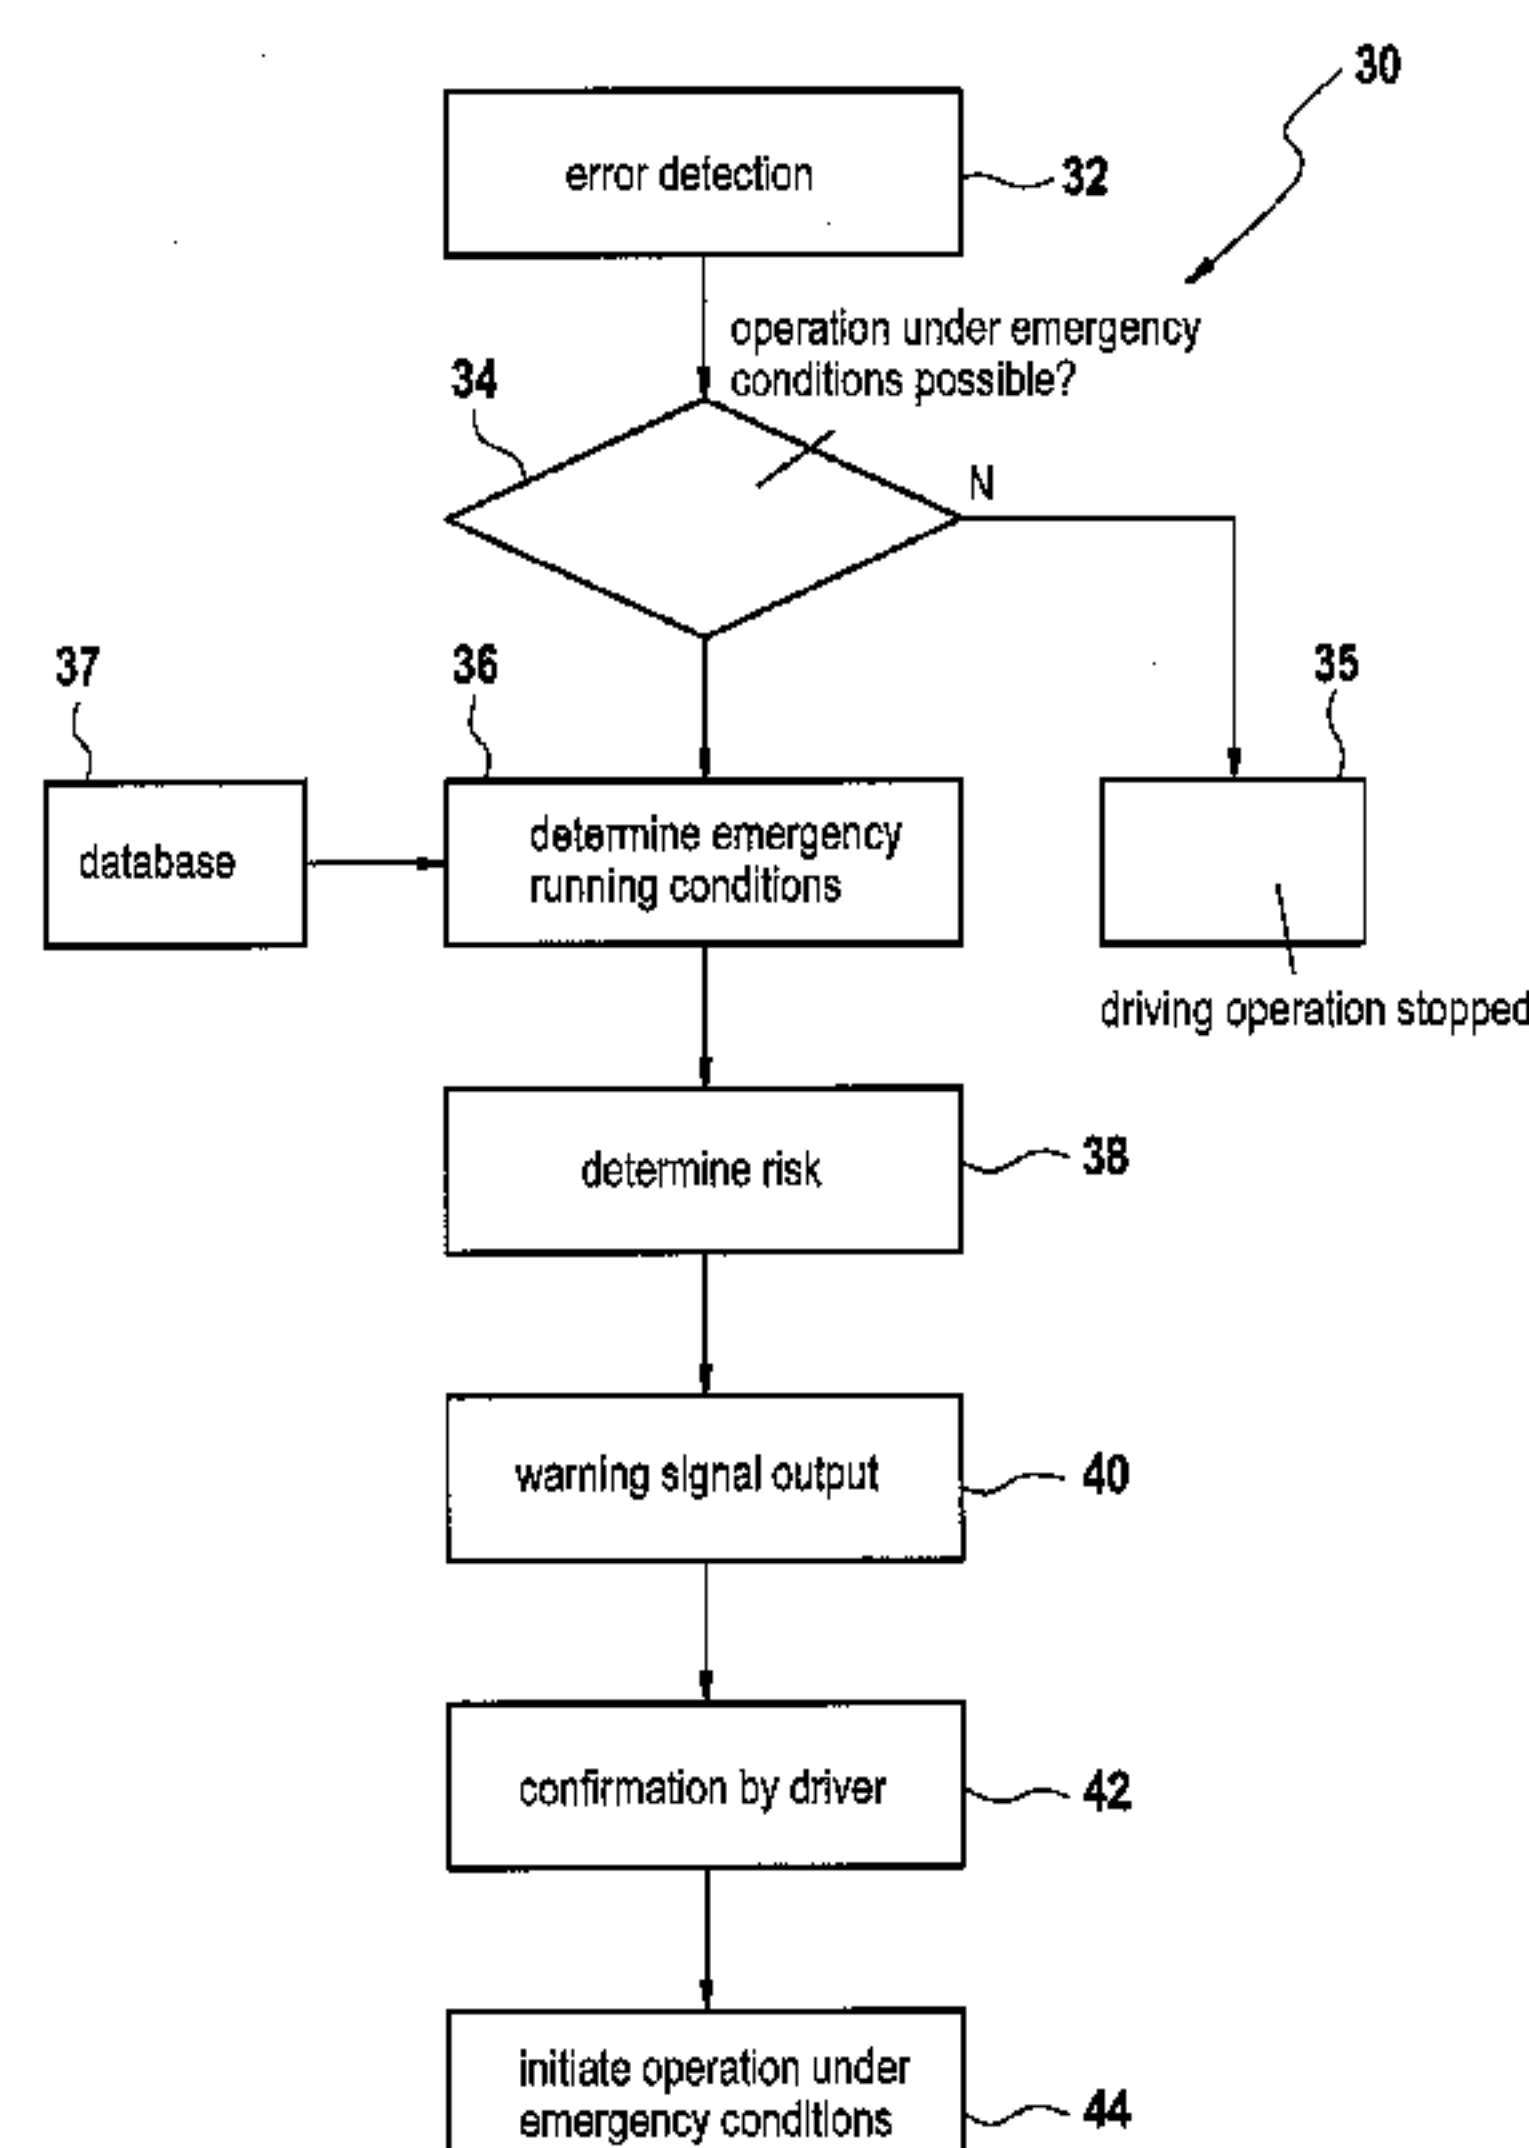 30
error detection
32
operation under emergency
conditions possible?
34
N
37
36
35
database
determine emergency
running conditions
driving operation stopped
determine risk
38
warning signal output
40
confirmation by driver
42
initiate operation under
emergency conditions
44